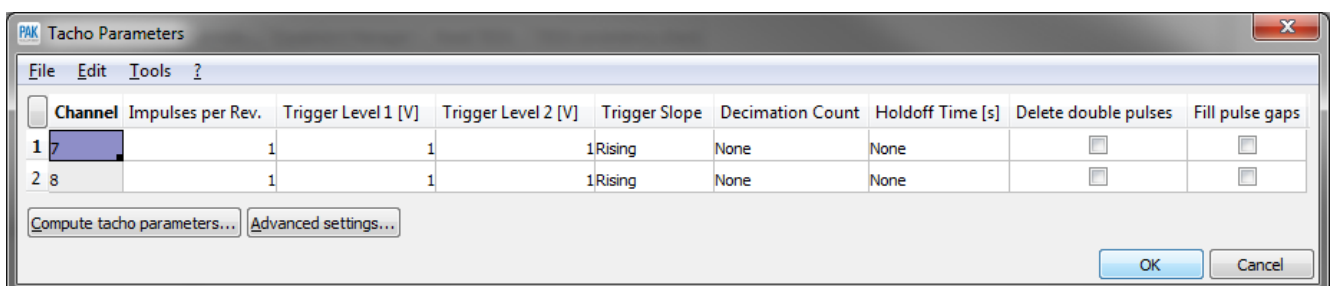 PAK Tacho Parameters
File Edit Tools ?
Channel Impulses per Rev. Trigger Level 1 [V] Trigger Level 2 [V] Trigger Slope Decimation Count Holdoff Time [s] Delete double pulses Fill pulse gaps
1 7 1 1 1 Rising None None
2 8 1 1 1 Rising None None
Compute tacho parameters... Advanced settings...
OK Cancel